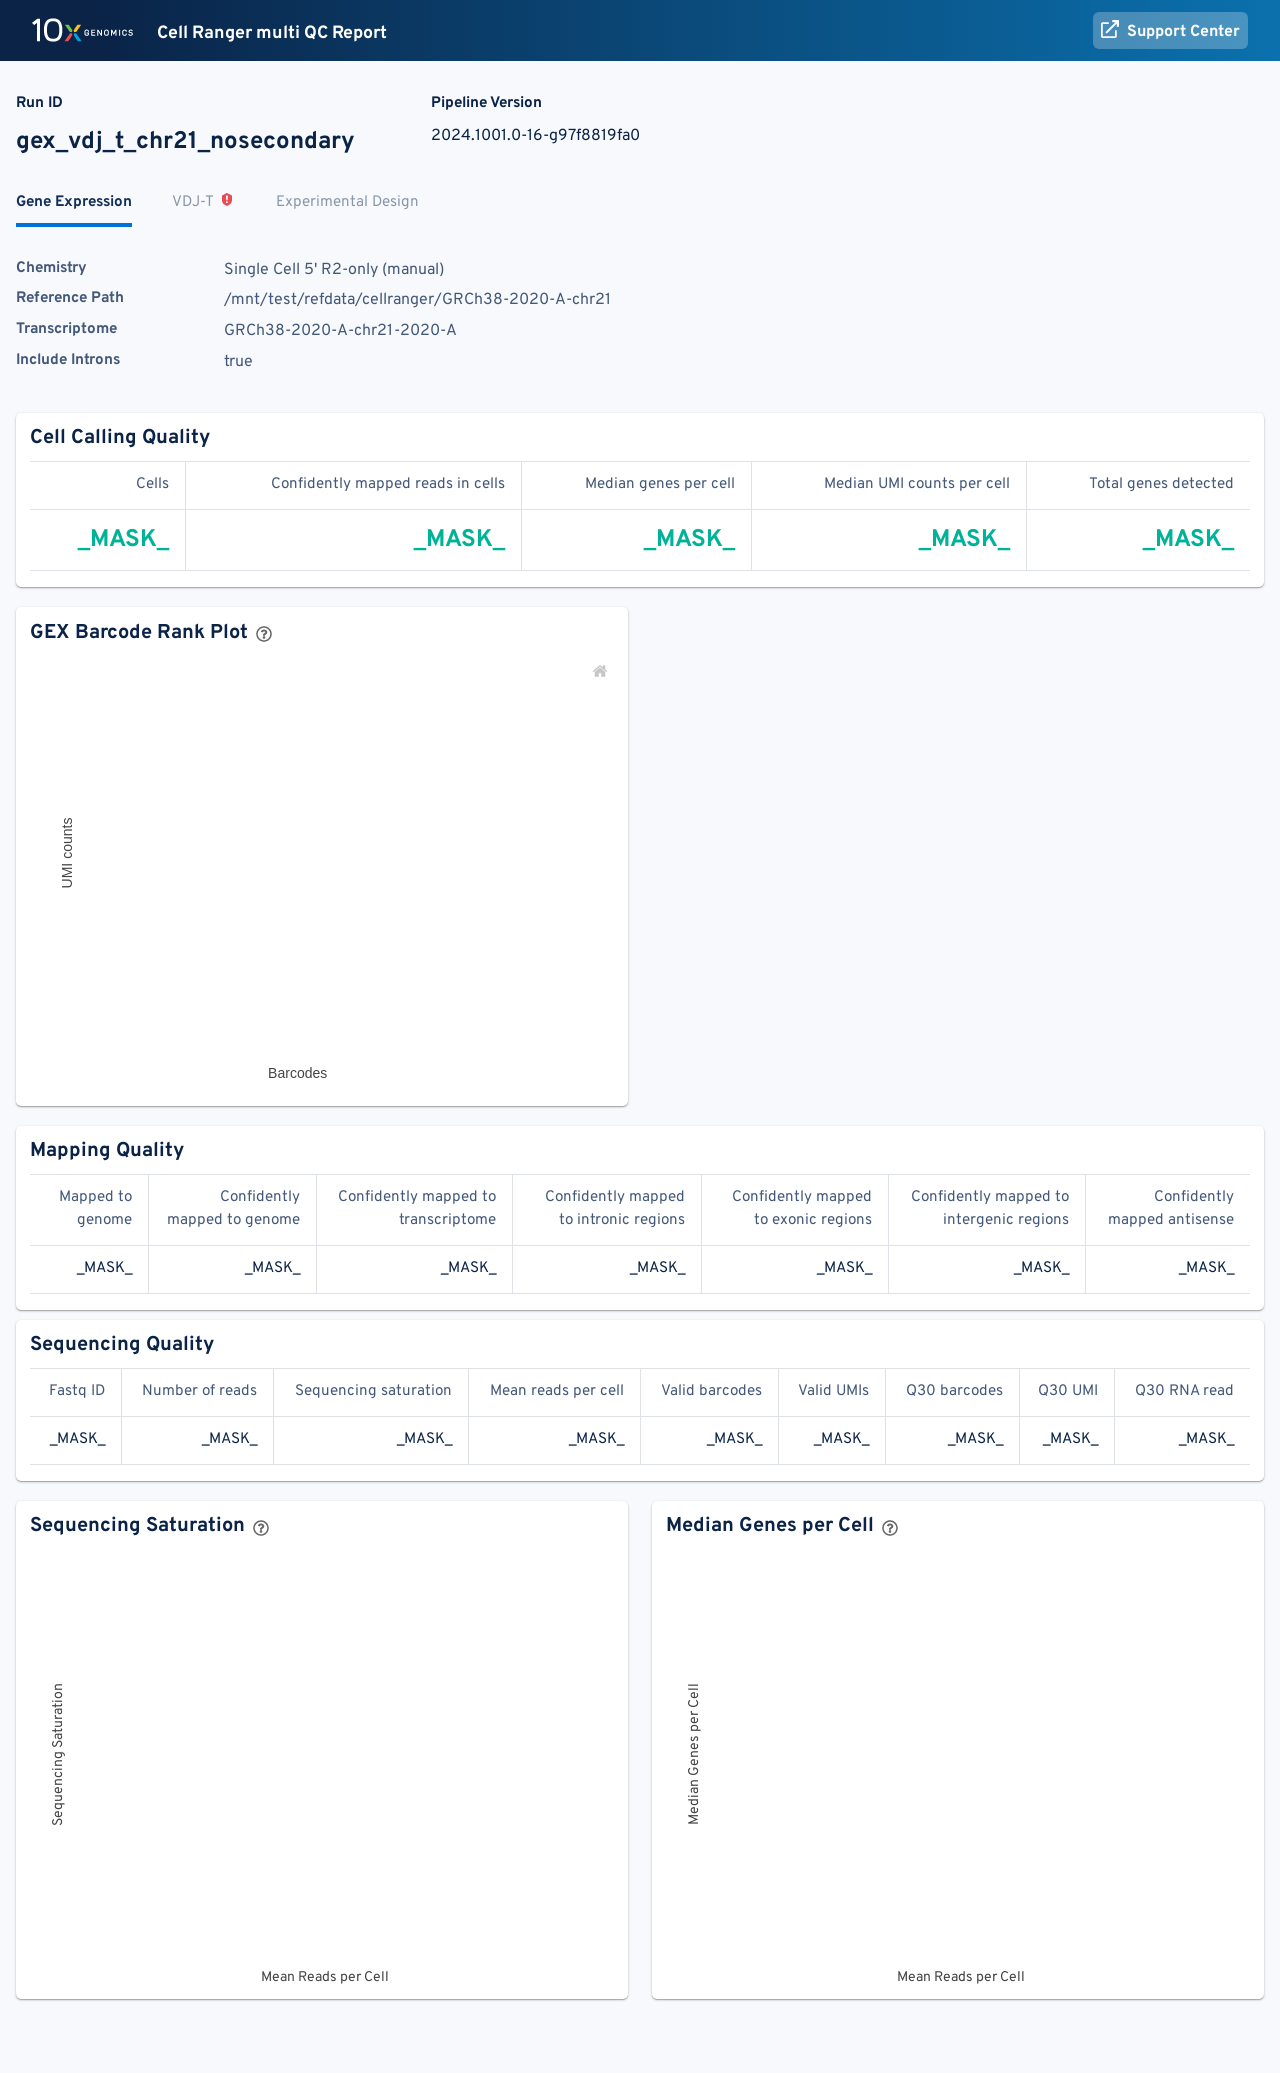 10x GENOMICS Cell Ranger multi QC Report Support Center
Run ID Pipeline Version
gex_vdj_t_chr21_nosecondary 2024.1001.0-16-g97f8819fa0
Gene Expression VDJ-T Experimental Design
Chemistry Single Cell 5' R2-only (manual)
Reference Path /mnt/test/refdata/cellranger/GRCh38-2020-A-chr21
Transcriptome GRCh38-2020-A-chr21-2020-A
Include Introns true
Cell Calling Quality
Cells Confidently mapped reads in cells Median genes per cell Median UMI counts per cell Total genes detected
_MASK_ _MASK_ _MASK_ _MASK_ _MASK_
GEX Barcode Rank Plot ?
UMI counts
Barcodes
Mapping Quality
Mapped to Confidently Confidently mapped to Confidently mapped Confidently mapped Confidently mapped to Confidently
genome mapped to genome transcriptome to intronic regions to exonic regions intergenic regions mapped antisense
_MASK_ _MASK_ _MASK_ _MASK_ _MASK_ _MASK_ _MASK_
Sequencing Quality
Fastq ID Number of reads Sequencing saturation Mean reads per cell Valid barcodes Valid UMIs Q30 barcodes Q30 UMI Q30 RNA read
_MASK_ _MASK_ _MASK_ _MASK_ _MASK_ _MASK_ _MASK_ _MASK_ _MASK_
Sequencing Saturation ? Median Genes per Cell ?
Sequencing Saturation
Median Genes per Cell
Mean Reads per Cell Mean Reads per Cell